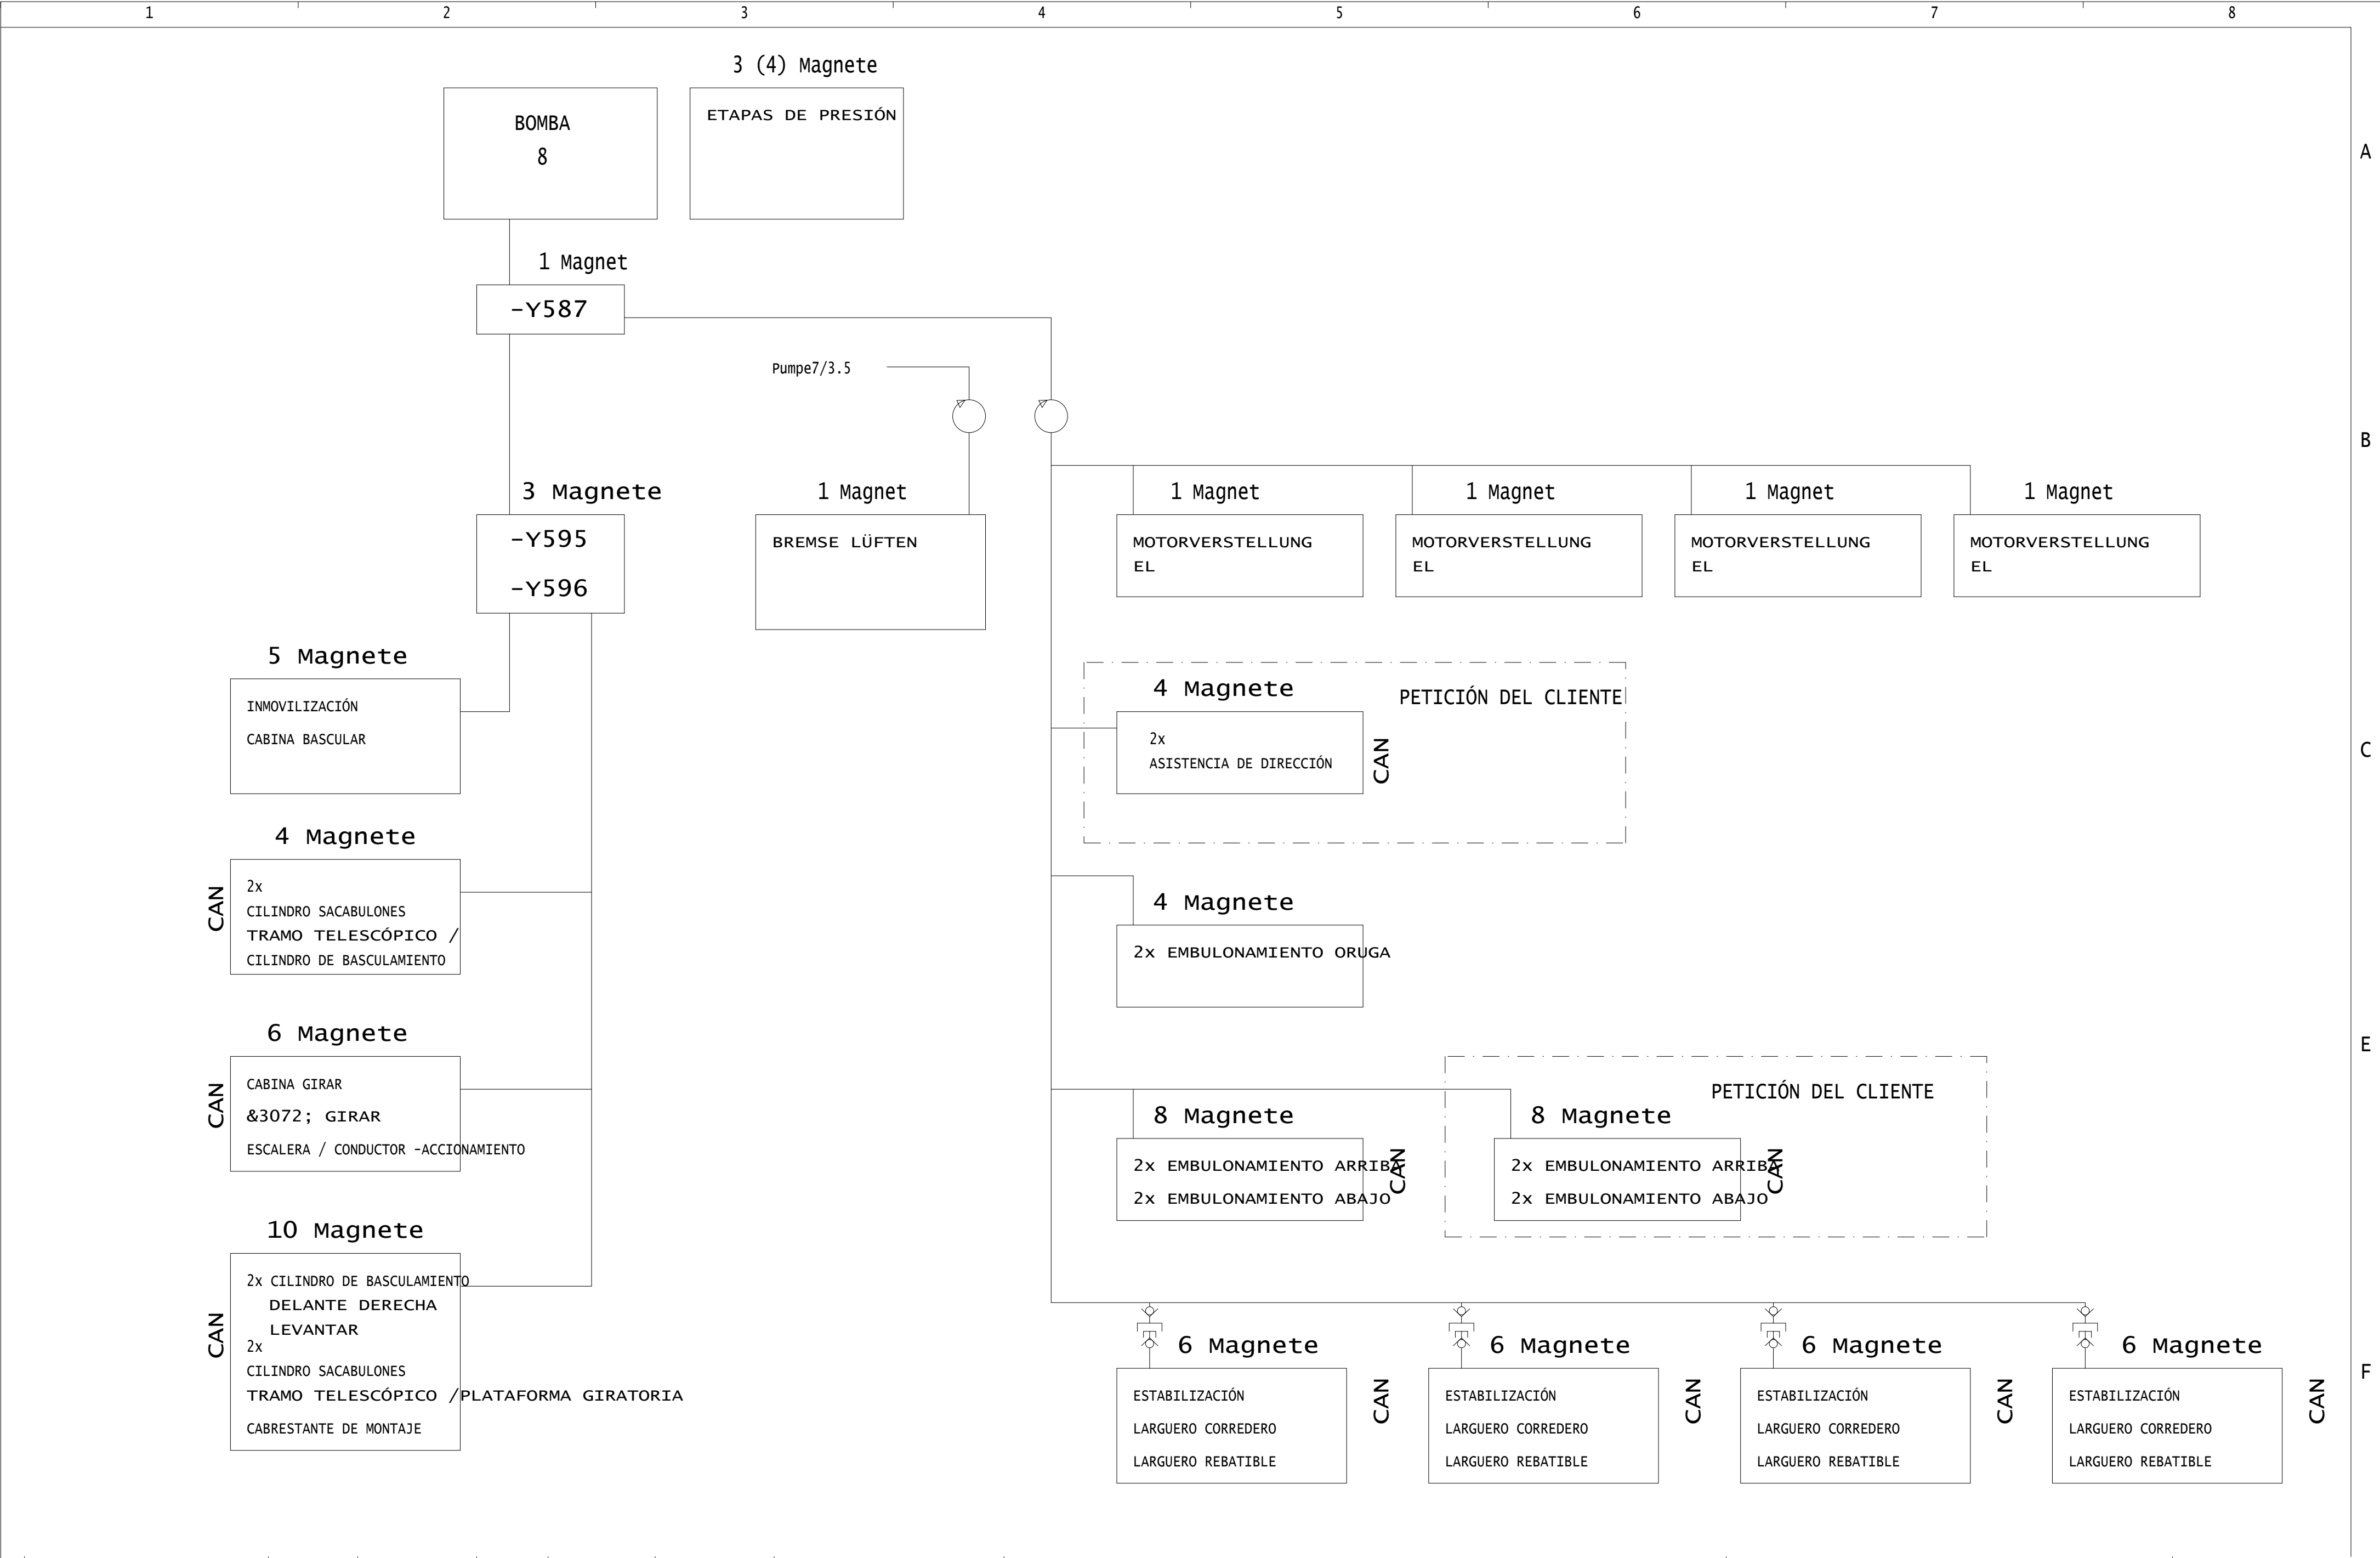 1 2 3 4 5 6 7 8
3 (4) Magnete
BOMBA
8
ETAPAS DE PRESIÓN
A
1 Magnet
-Y587
Pumpe7/3.5
B
3 Magnete
-Y595
-Y596
1 Magnet
BREMSE LÜFTEN
1 Magnet
MOTORVERSTELLUNG
EL
1 Magnet
MOTORVERSTELLUNG
EL
1 Magnet
MOTORVERSTELLUNG
EL
1 Magnet
MOTORVERSTELLUNG
EL
5 Magnete
INMOVILIZACIÓN
CABINA BASCULAR
4 Magnete
PETICIÓN DEL CLIENTE
2x
ASISTENCIA DE DIRECCIÓN
CAN
C
4 Magnete
CAN
2x
CILINDRO SACABULONES
TRAMO TELESCÓPICO /
CILINDRO DE BASCULAMIENTO
4 Magnete
2x EMBULONAMIENTO ORUGA
6 Magnete
CAN
CABINA GIRAR
&3072; GIRAR
ESCALERA / CONDUCTOR -ACCIONAMIENTO
E
8 Magnete
2x EMBULONAMIENTO ARRIBA
2x EMBULONAMIENTO ABAJO
CAN
PETICIÓN DEL CLIENTE
8 Magnete
2x EMBULONAMIENTO ARRIBA
2x EMBULONAMIENTO ABAJO
CAN
10 Magnete
CAN
2x CILINDRO DE BASCULAMIENTO
DELANTE DERECHA
LEVANTAR
2x
CILINDRO SACABULONES
TRAMO TELESCÓPICO /PLATAFORMA GIRATORIA
CABRESTANTE DE MONTAJE
6 Magnete
ESTABILIZACIÓN
LARGUERO CORREDERO
LARGUERO REBATIBLE
CAN
6 Magnete
ESTABILIZACIÓN
LARGUERO CORREDERO
LARGUERO REBATIBLE
CAN
6 Magnete
ESTABILIZACIÓN
LARGUERO CORREDERO
LARGUERO REBATIBLE
CAN
6 Magnete
ESTABILIZACIÓN
LARGUERO CORREDERO
LARGUERO REBATIBLE
CAN
F